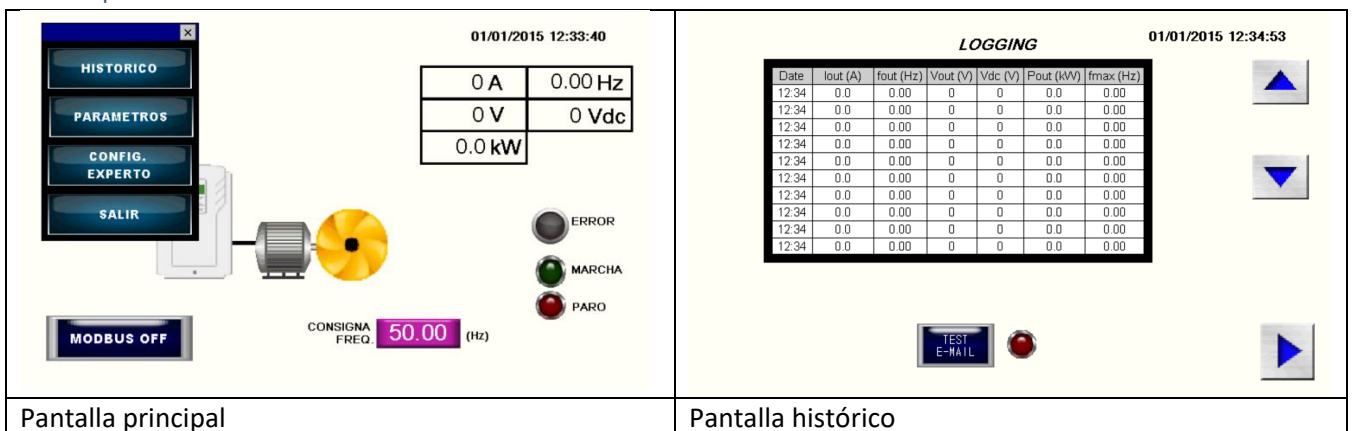 01/01/2015 12:33:40
HISTORICO
PARAMETROS
CONFIG.
EXPERTO
SALIR
0 A 0.00 Hz
0 V 0 Vdc
0.0 kW
ERROR
MARCHA
PARO
MODBUS OFF
CONSIGNA
FREQ. 50.00 (Hz)
Pantalla principal
LOGGING
01/01/2015 12:34:53
Date Iout (A) fout (Hz) Vout (V) Vdc (V) Pout (kW) fmax (Hz)
12:34 0.0 0.00 0 0 0.0 0.00
12:34 0.0 0.00 0 0 0.0 0.00
12:34 0.0 0.00 0 0 0.0 0.00
12:34 0.0 0.00 0 0 0.0 0.00
12:34 0.0 0.00 0 0 0.0 0.00
12:34 0.0 0.00 0 0 0.0 0.00
12:34 0.0 0.00 0 0 0.0 0.00
12:34 0.0 0.00 0 0 0.0 0.00
12:34 0.0 0.00 0 0 0.0 0.00
12:34 0.0 0.00 0 0 0.0 0.00
TEST
E-MAIL
Pantalla histórico